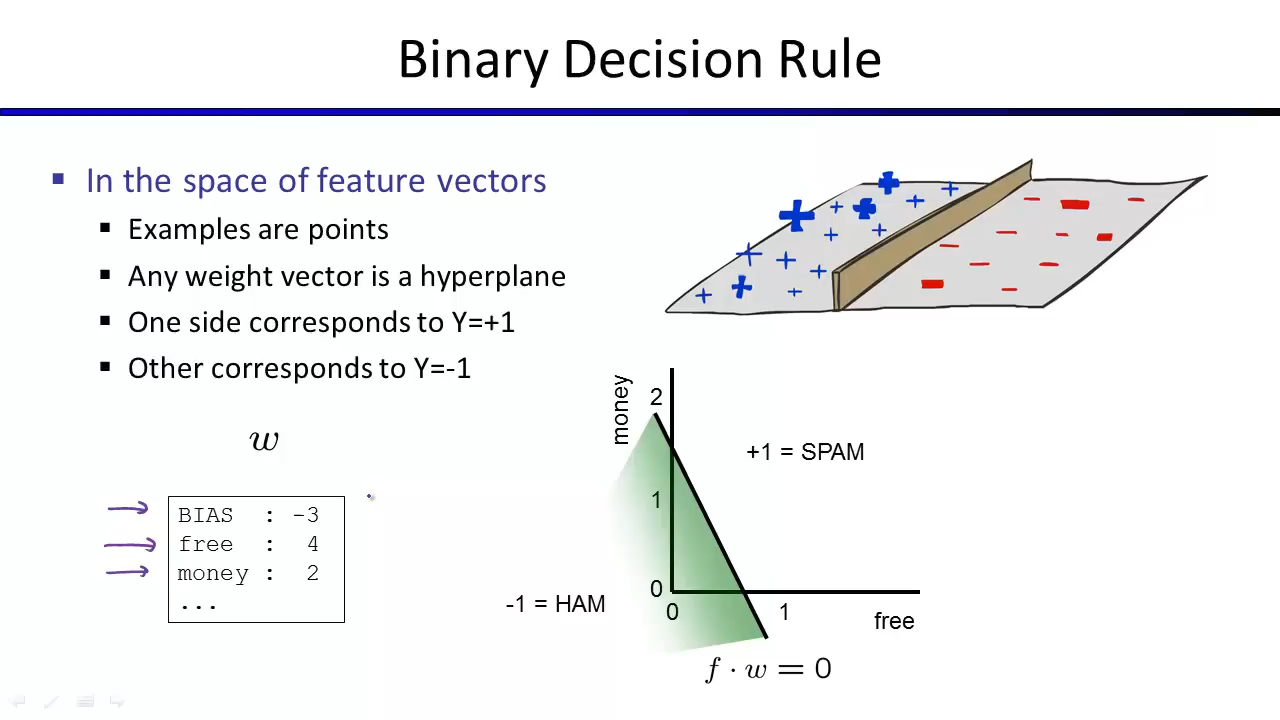 Binary Decision Rule
▪ In the space of feature vectors
▪ Examples are points
▪ Any weight vector is a hyperplane
▪ One side corresponds to Y=+1
▪ Other corresponds to Y=-1
w
BIAS : -3
free : 4
money : 2
...
money
2
1
0
0
1
free
+1 = SPAM
-1 = HAM
f · w = 0